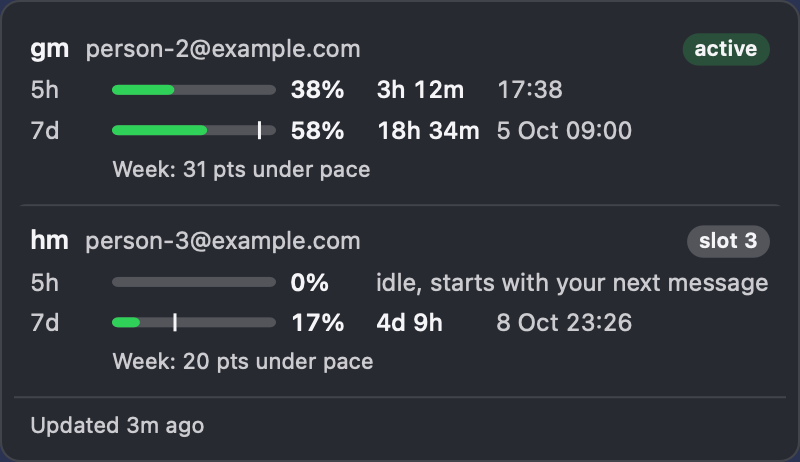 gm person-2@example.com active
5h 38% 3h 12m 17:38
7d 58% 18h 34m 5 Oct 09:00
Week: 31 pts under pace
hm person-3@example.com slot 3
5h 0% idle, starts with your next message
7d 17% 4d 9h 8 Oct 23:26
Week: 20 pts under pace
Updated 3m ago